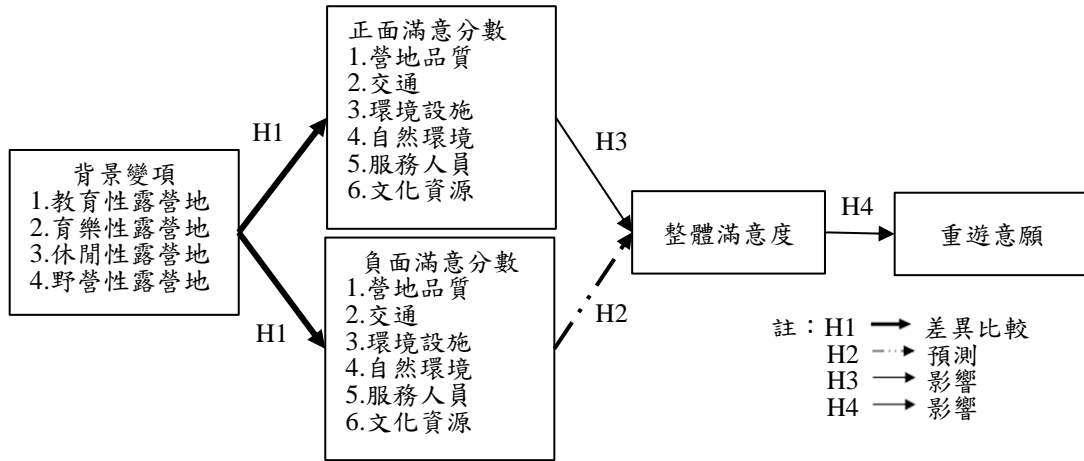 背景變項
1.教育性露營地
2.育樂性露營地
3.休閒性露營地
4.野營性露營地
H1
H1
正面滿意分數
1.營地品質
2.交通
3.環境設施
4.自然環境
5.服務人員
6.文化資源
負面滿意分數
1.營地品質
2.交通
3.環境設施
4.自然環境
5.服務人員
6.文化資源
H3
H2
整體滿意度
H4
重遊意願
註：H1 差異比較
H2 預測
H3 影響
H4 影響